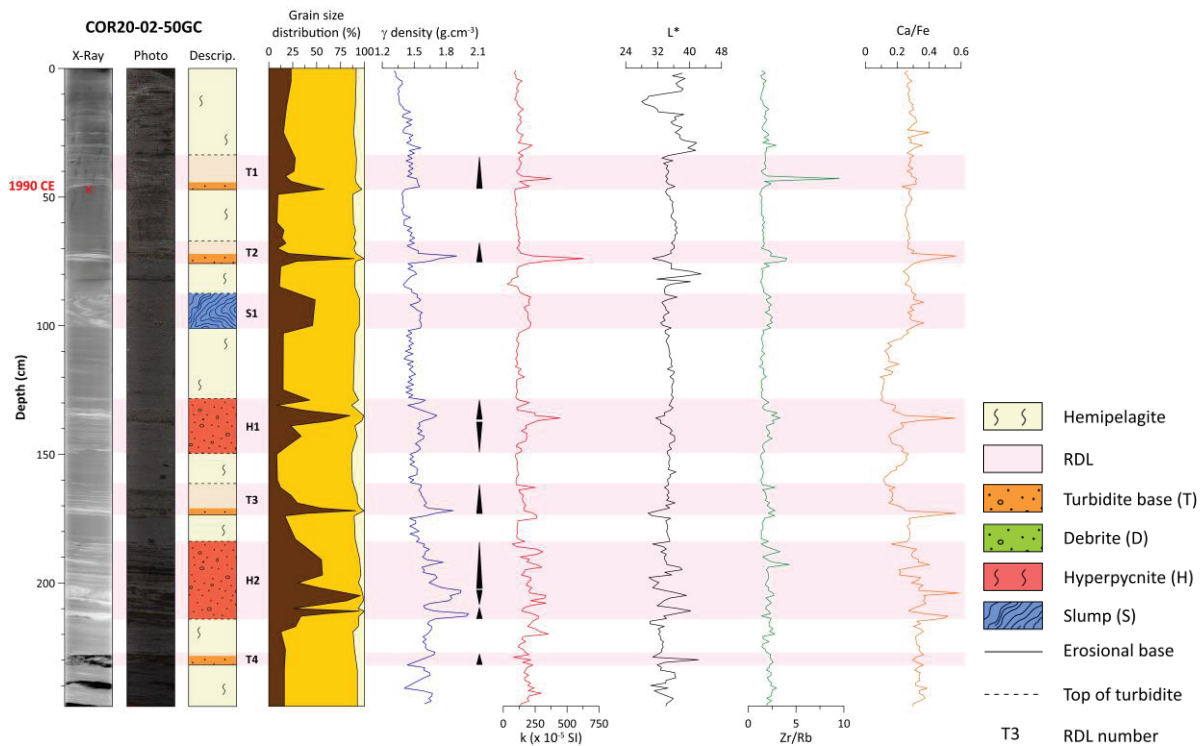 COR20-02-50GC
X-Ray
Photo
Descrip.
Grain size
distribution (%)
0 25 50 75 100
γ density (g.cm⁻³)
1.2 1.5 1.8 2.1
L*
24 32 40 48
Ca/Fe
0 0.2 0.4 0.6
Depth (cm)
0
50
100
150
200
1990 CE
T1
T2
S1
H1
T3
H2
T4
0 250 500 750
k (x 10⁻⁵ SI)
0 5 10
Zr/Rb
Hemipelagite
RDL
Turbidite base (T)
Debrite (D)
Hyperpycnite (H)
Slump (S)
Erosional base
Top of turbidite
T3 RDL number